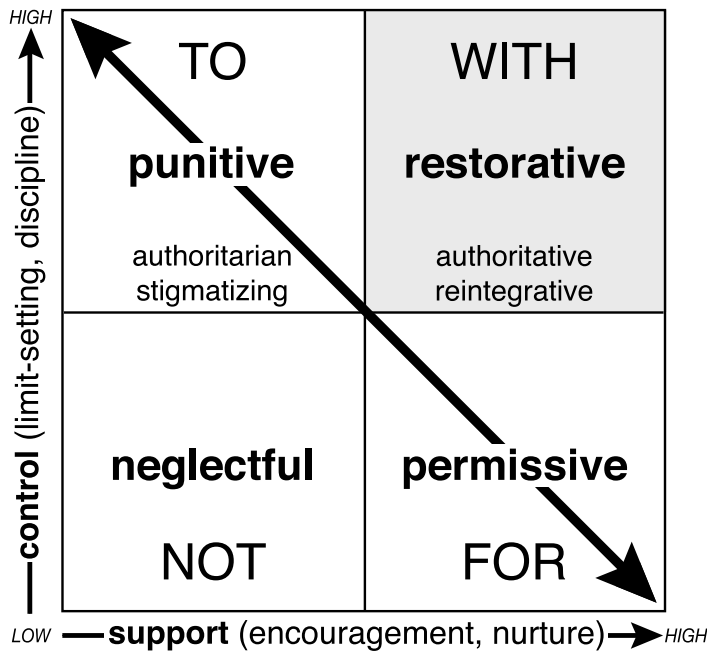 HIGH
TO
WITH
punitive
restorative
authoritarian
stigmatizing
authoritative
reintegrative
control (limit-setting, discipline)
neglectful
permissive
NOT
FOR
LOW
support (encouragement, nurture)
HIGH